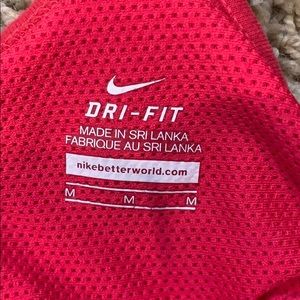 DRI-FIT
MADE IN SRI LANKA
FABRIQUE AU SRI LANKA
nikebetterworld.com
M M M